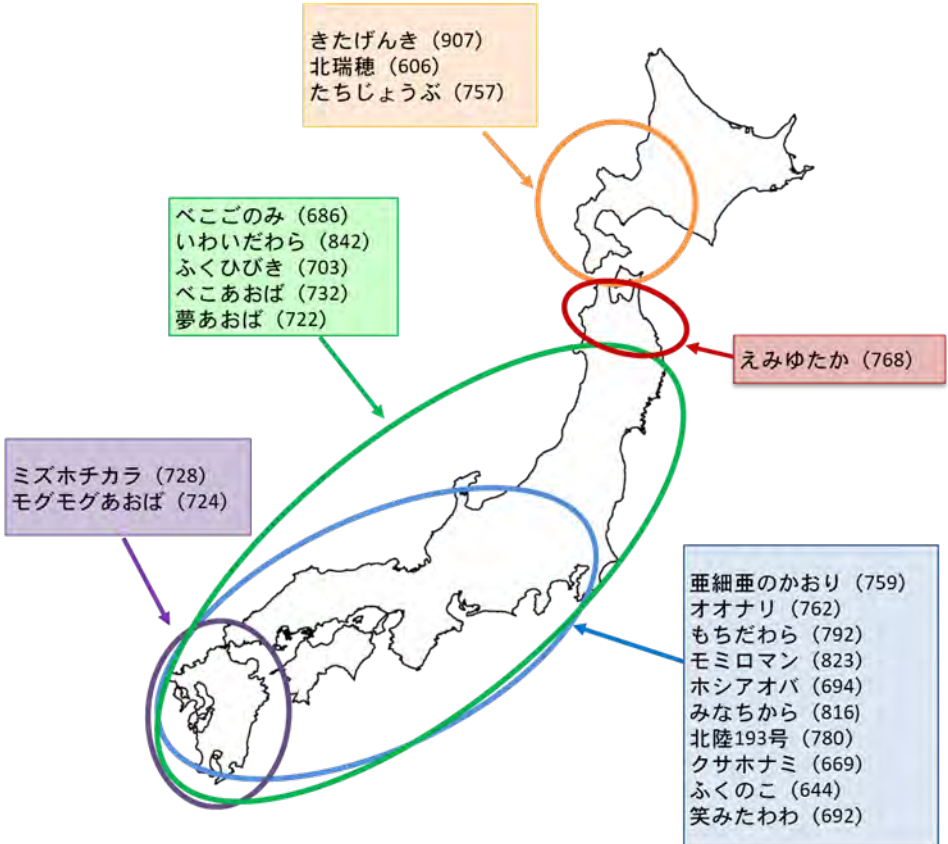 きたげんき（907）
北瑞穂（606）
たちじょうぶ（757）
べこごのみ（686）
いわいだわら（842）
ふくひびき（703）
べこあおば（732）
夢あおば（722）
えみゆたか（768）
ミズホチカラ（728）
モグモグあおば（724）
亜細亜のかおり（759）
オオナリ（762）
もちだわら（792）
モミロマン（823）
ホシアオバ（694）
みなちから（816）
北陸193号（780）
クサホナミ（669）
ふくのこ（644）
笑みたわわ（692）